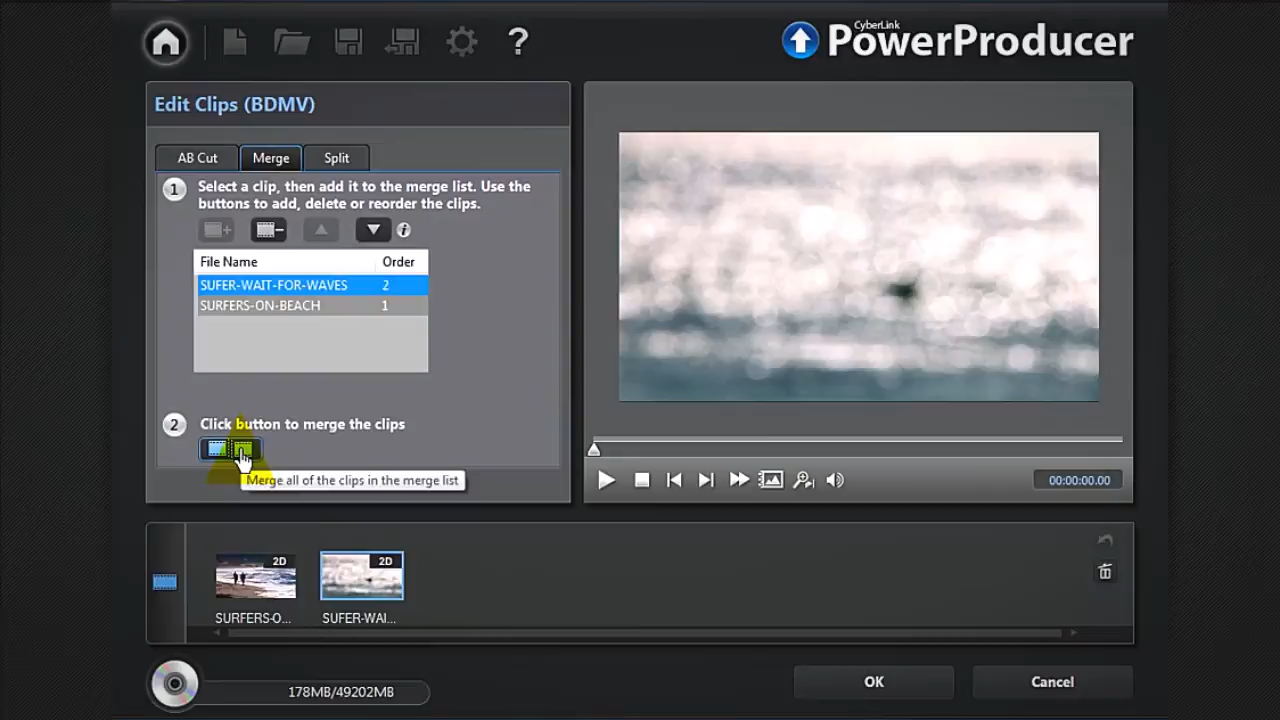 ?
CyberLink
PowerProducer
Edit Clips (BDMV)
AB Cut
Merge
Split
1
Select a clip, then add it to the merge list. Use the
buttons to add, delete or reorder the clips.
i
File Name
Order
SUFER-WAIT-FOR-WAVES 2
SURFERS-ON-BEACH 1
2
Click button to merge the clips
Merge all of the clips in the merge list
00:00:00.00
2D
2D
SURFERS-O...
SUFER-WAI...
178MB/49202MB
OK
Cancel